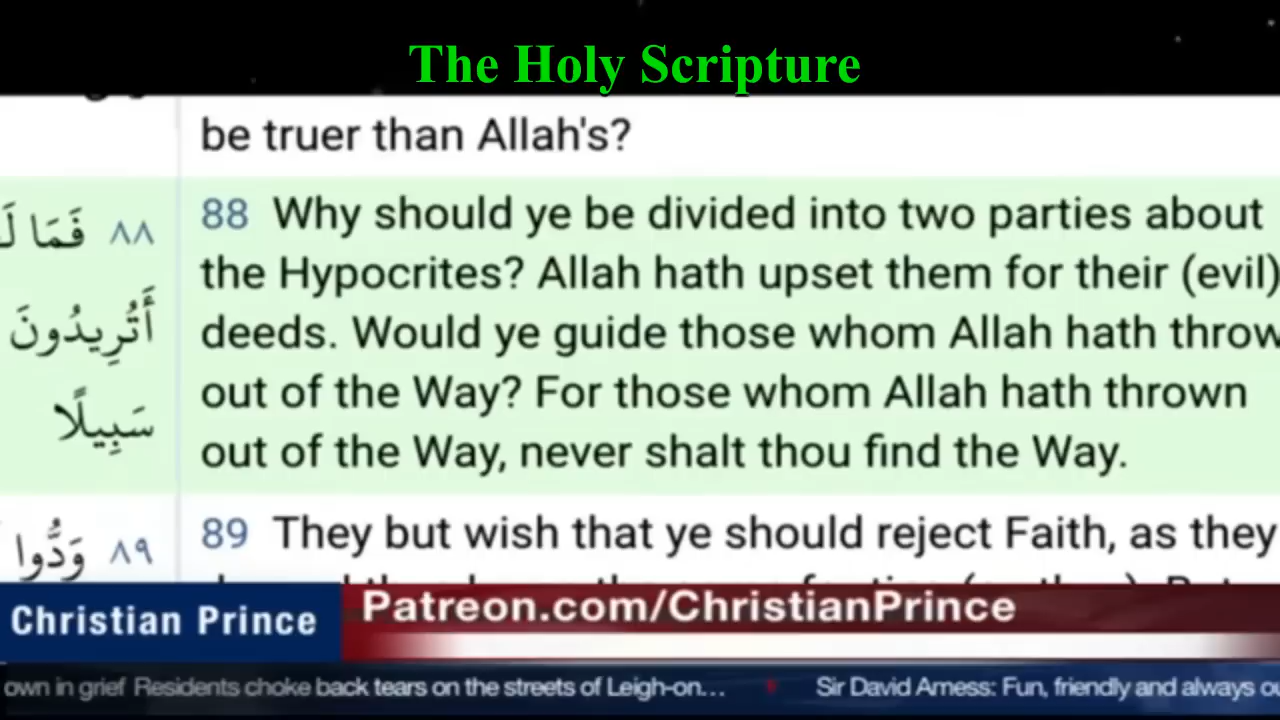 The Holy Scripture
be truer than Allah's?
88 Why should ye be divided into two parties about
the Hypocrites? Allah hath upset them for their (evil)
deeds. Would ye guide those whom Allah hath throw
out of the Way? For those whom Allah hath thrown
out of the Way, never shalt thou find the Way.
٨٨ فَمَا لَ
أَتُرِيدُونَ
سَبِيلًا
89 They but wish that ye should reject Faith, as they
٨٩ وَدُّوا
Christian Prince
Patreon.com/ChristianPrince
own in grief Residents choke back tears on the streets of Leigh-on... Sir David Amess: Fun, friendly and always ou